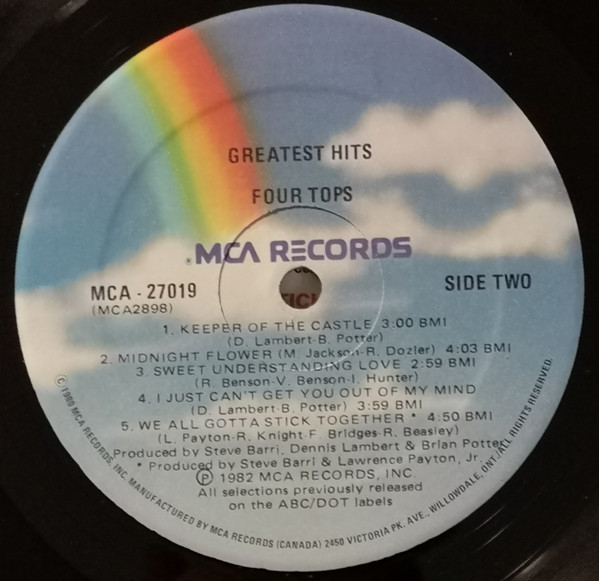 GREATEST HITS
FOUR TOPS
MCA RECORDS
MCA - 27019
(MCA2898)
SIDE TWO
1. KEEPER OF THE CASTLE 3:00 BMI
(D. Lambert-B. Potter)
2. MIDNIGHT FLOWER (M. Jackson-R. Dozier) 4:03 BMI
3. SWEET UNDERSTANDING LOVE 2:59 BMI
(R. Benson-V. Benson-I. Hunter)
4. I JUST CAN'T GET YOU OUT OF MY MIND
(D. Lambert-B. Potter) 3:59 BMI
5. WE ALL GOTTA STICK TOGETHER * 4:50 BMI
(L. Payton-R. Knight-F. Bridges-R. Beasley)
Produced by Steve Barri, Dennis Lambert & Brian Potter
* Produced by Steve Barri & Lawrence Payton, Jr.
Ⓟ 1982 MCA RECORDS, INC.
All selections previously released
on the ABC/DOT labels
© 1980 MCA RECORDS, INC. MANUFACTURED BY MCA RECORDS (CANADA) 2450 VICTORIA PK. AVE., WILLOWDALE, ONT./ALL RIGHTS RESERVED.